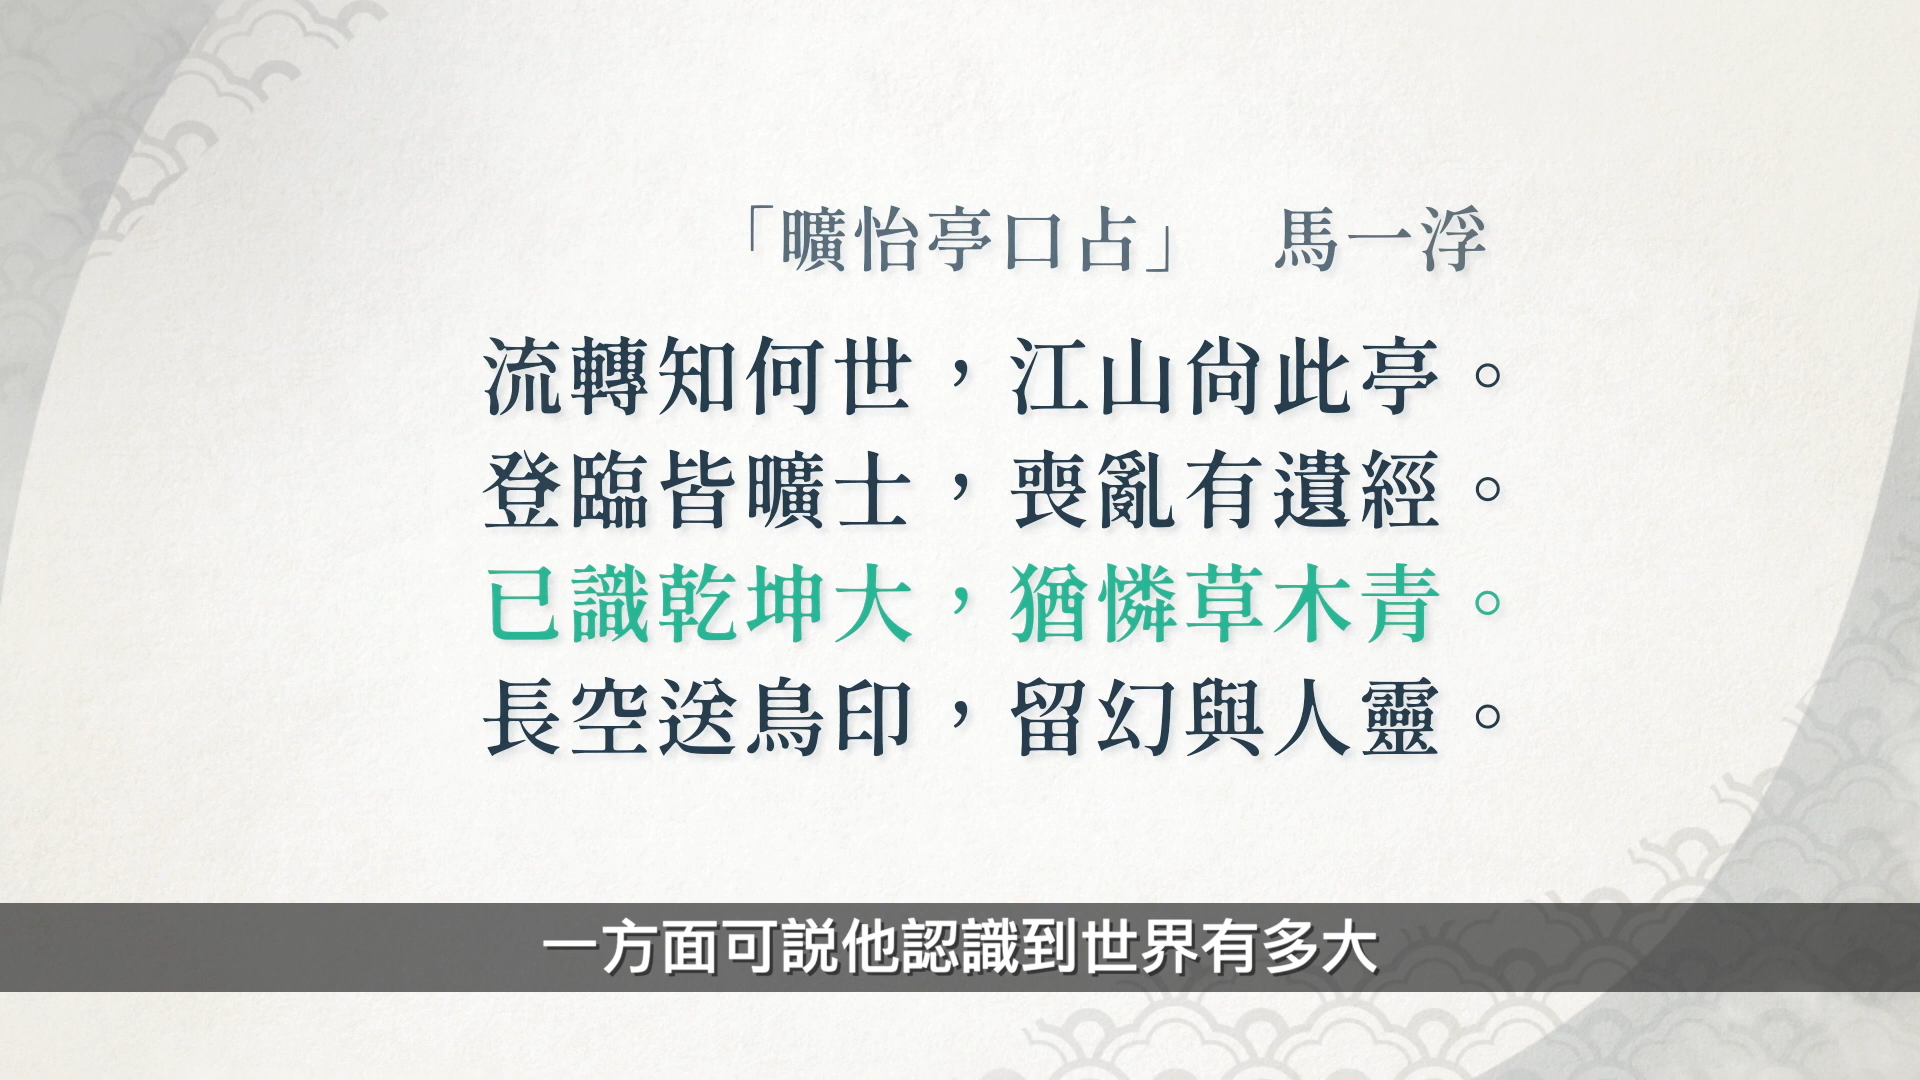 「曠怡亭口占」　馬一浮
流轉知何世，江山尙此亭。
登臨皆曠士，喪亂有遺經。
已識乾坤大，猶憐草木青。
長空送鳥印，留幻與人靈。
一方面可說他認識到世界有多大